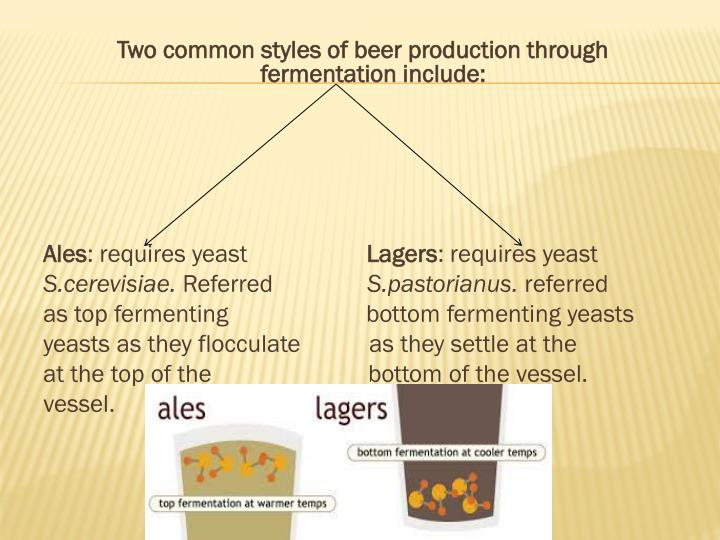 Two common styles of beer production through
fermentation include:
Ales: requires yeast
S.cerevisiae. Referred
as top fermenting
yeasts as they flocculate
at the top of the
vessel.
Lagers: requires yeast
S.pastorianus. referred
bottom fermenting yeasts
as they settle at the
bottom of the vessel.
ales
top fermentation at warmer temps
lagers
bottom fermentation at cooler temps